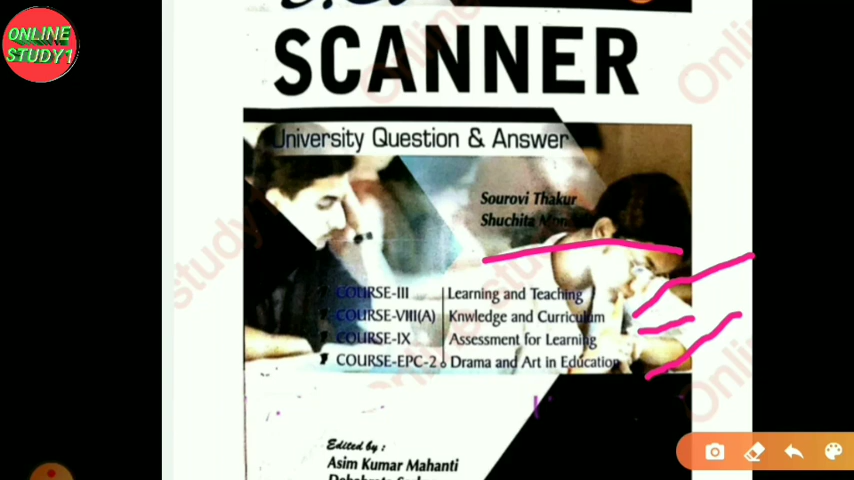 ONLINE
STUDY1
SCANNER
University Question & Answer
Sourovi Thakur
Shuchita
COURSE-III Learning and Teaching
COURSE-VIII(A) Knwledge and Curriculum
COURSE-IX Assessment for Learning
COURSE-EPC-2 Drama and Art in Education
Edited by :
Asim Kumar Mahanti